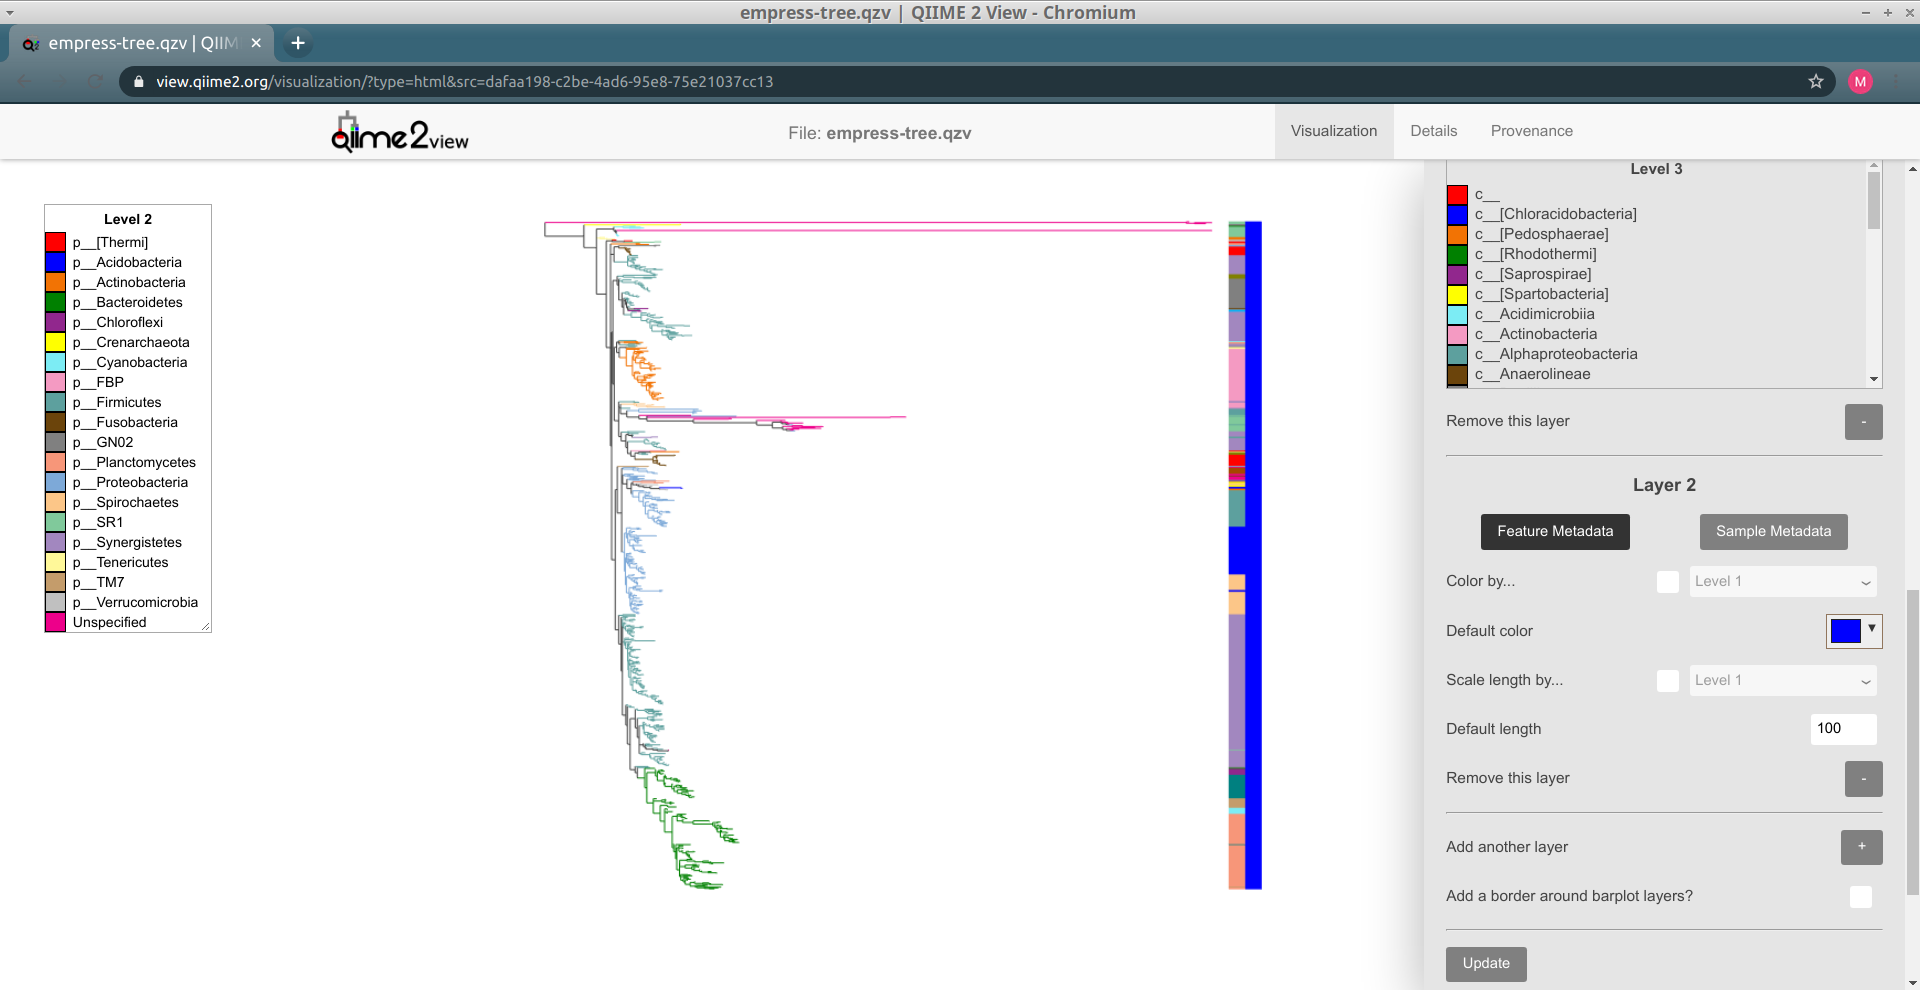 empress-tree.qzv | QIIME 2 View - Chromium
empress-tree.qzv | QIIM
view.qiime2.org/visualization/?type=html&src=dafaa198-c2be-4ad6-95e8-75e21037cc13
M
qiime2view
File: empress-tree.qzv
Visualization
Details
Provenance
Level 2
p__[Thermi]
p__Acidobacteria
p__Actinobacteria
p__Bacteroidetes
p__Chloroflexi
p__Crenarchaeota
p__Cyanobacteria
p__FBP
p__Firmicutes
p__Fusobacteria
p__GN02
p__Planctomycetes
p__Proteobacteria
p__Spirochaetes
p__SR1
p__Synergistetes
p__Tenericutes
p__TM7
p__Verrucomicrobia
Unspecified
Level 3
c__
c__[Chloracidobacteria]
c__[Pedosphaerae]
c__[Rhodothermi]
c__[Saprospirae]
c__[Spartobacteria]
c__Acidimicrobiia
c__Actinobacteria
c__Alphaproteobacteria
c__Anaerolineae
Remove this layer -
Layer 2
Feature Metadata Sample Metadata
Color by... Level 1
Default color
Scale length by... Level 1
Default length 100
Remove this layer -
Add another layer +
Add a border around barplot layers?
Update